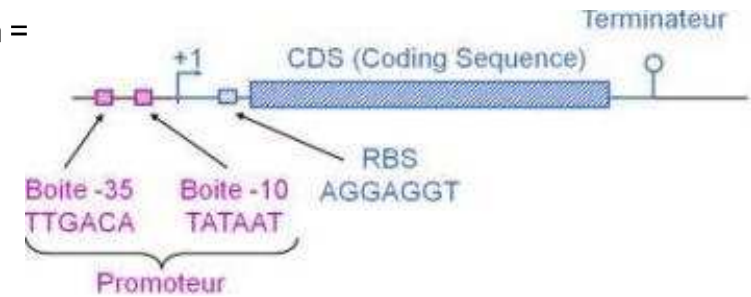 =
Terminateur
+1
CDS (Coding Sequence)
RBS
AGGAGGT
Boite -35
TTGACA
Boite -10
TATAAT
Promoteur